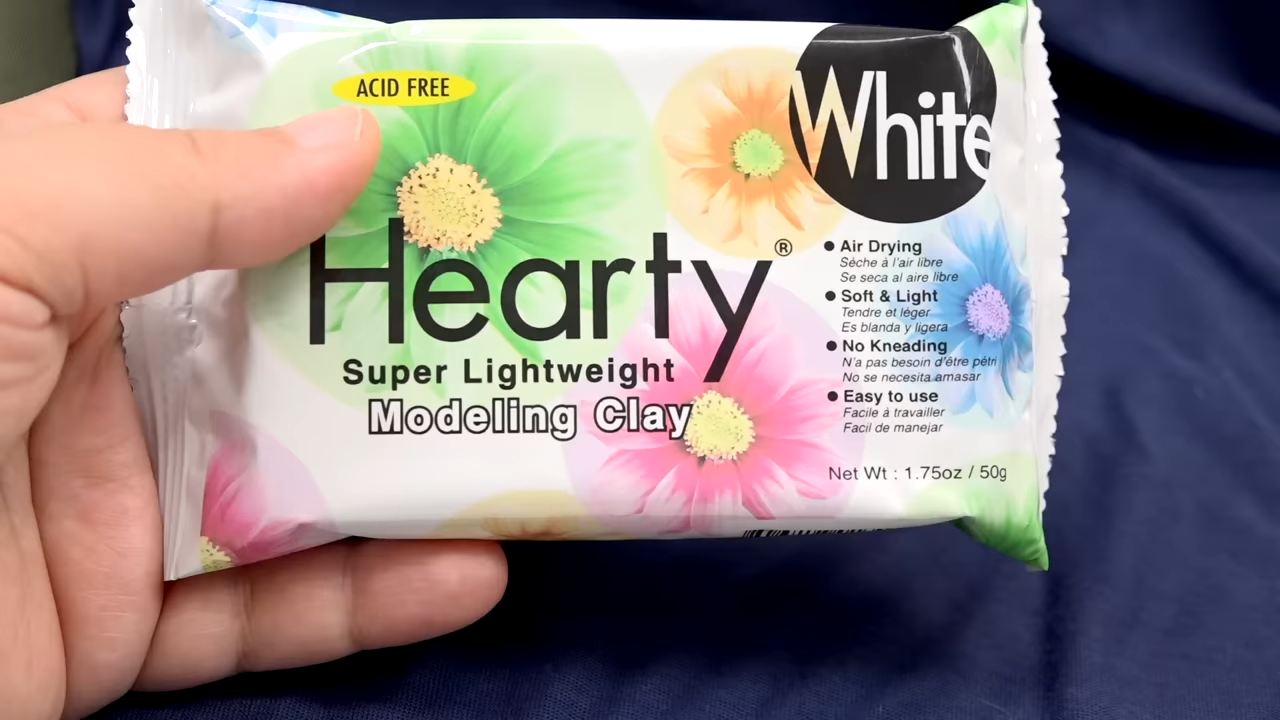 ACID FREE
White
Hearty®
Super Lightweight
Modeling Clay
● Air Drying
Sèche à l'air libre
Se seca al aire libre
● Soft & Light
Tendre et léger
Es blanda y ligera
● No Kneading
N'a pas besoin d'être pétri
No se necesita amasar
● Easy to use
Facile à travailler
Facil de manejar
Net Wt : 1.75oz / 50g